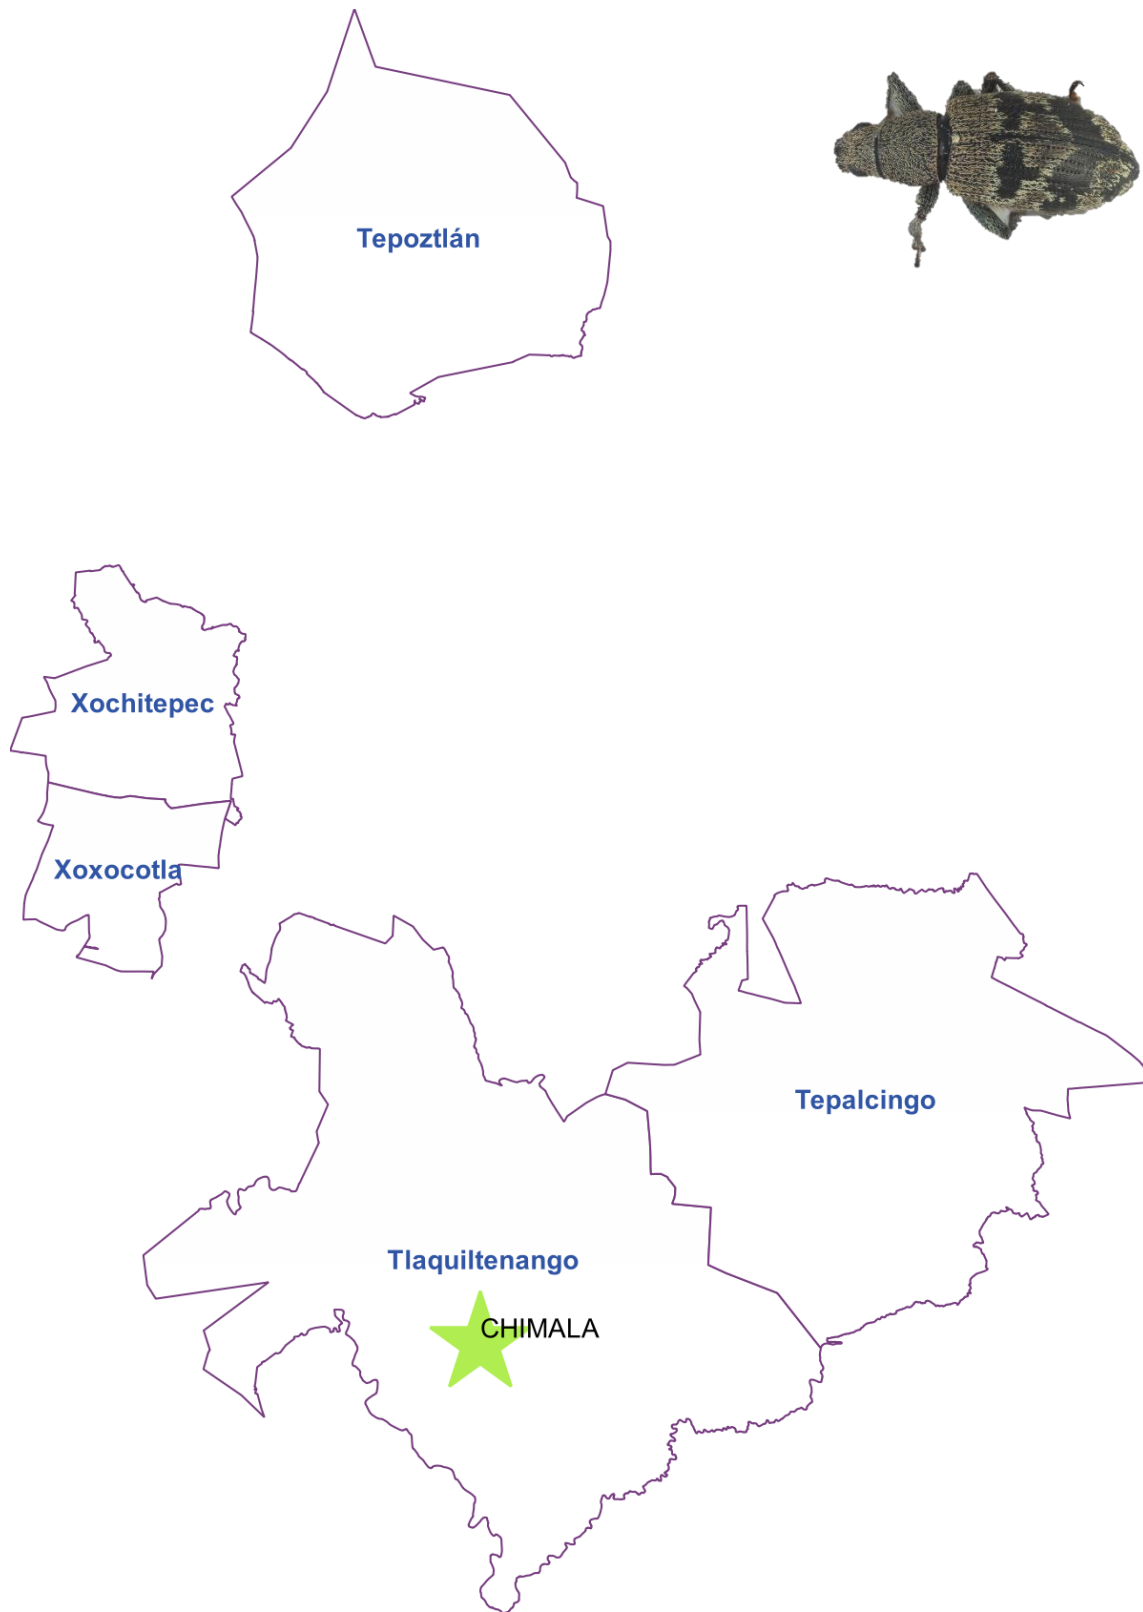 Tepoztlán
Xochitepec
Xoxocotla
Tepalcingo
Tlaquiltenango
CHIMALA